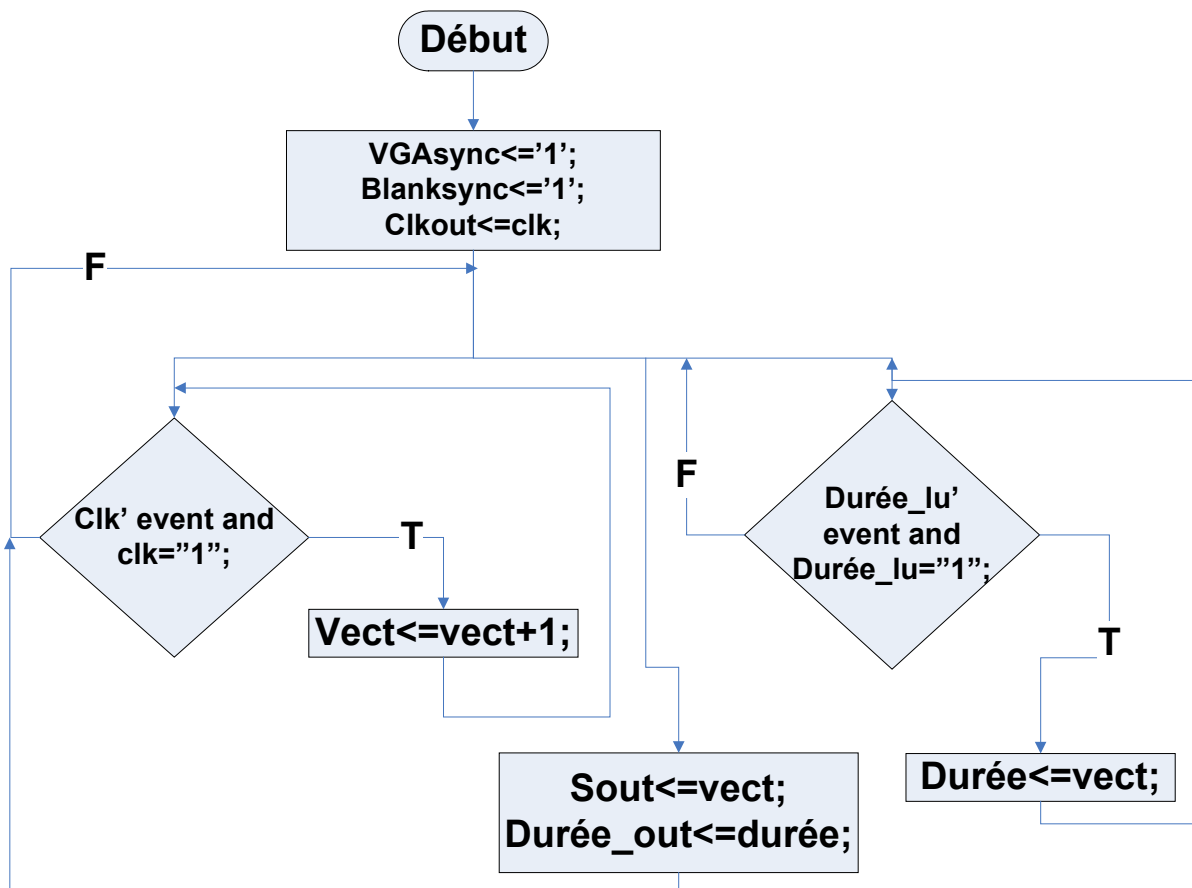 Début
VGAsync<=’1’;
Blanksync<=’1’;
Clkout<=clk;
F
Clk’ event and
clk=”1”;
T
Vect<=vect+1;
F
Durée_lu’
event and
Durée_lu=”1”;
T
Sout<=vect;
Durée_out<=durée;
Durée<=vect;